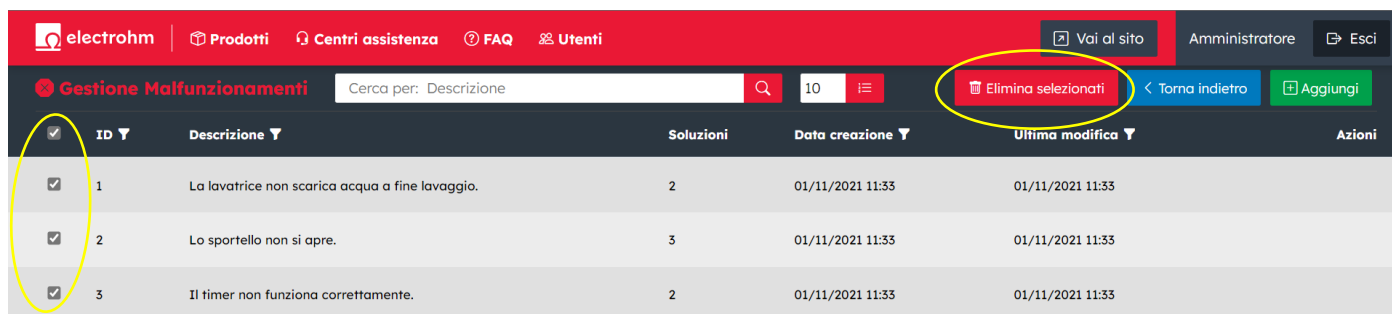 electrohm Prodotti Centri assistenza FAQ Utenti Vai al sito Amministratore Esci
Gestione Malfunzionamenti Cerca per: Descrizione 10 Elimina selezionati Torna indietro Aggiungi
ID Descrizione Soluzioni Data creazione Ultima modifica Azioni
1 La lavatrice non scarica acqua a fine lavaggio. 2 01/11/2021 11:33 01/11/2021 11:33
2 Lo sportello non si apre. 3 01/11/2021 11:33 01/11/2021 11:33
3 Il timer non funziona correttamente. 2 01/11/2021 11:33 01/11/2021 11:33